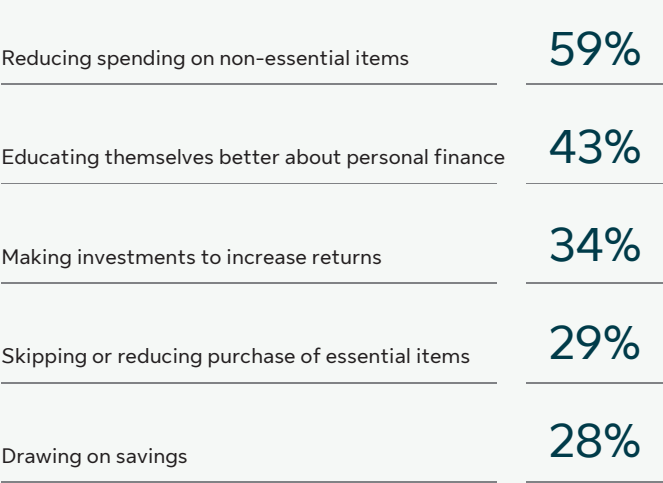 Reducing spending on non-essential items 59%
Educating themselves better about personal finance 43%
Making investments to increase returns 34%
Skipping or reducing purchase of essential items 29%
Drawing on savings 28%